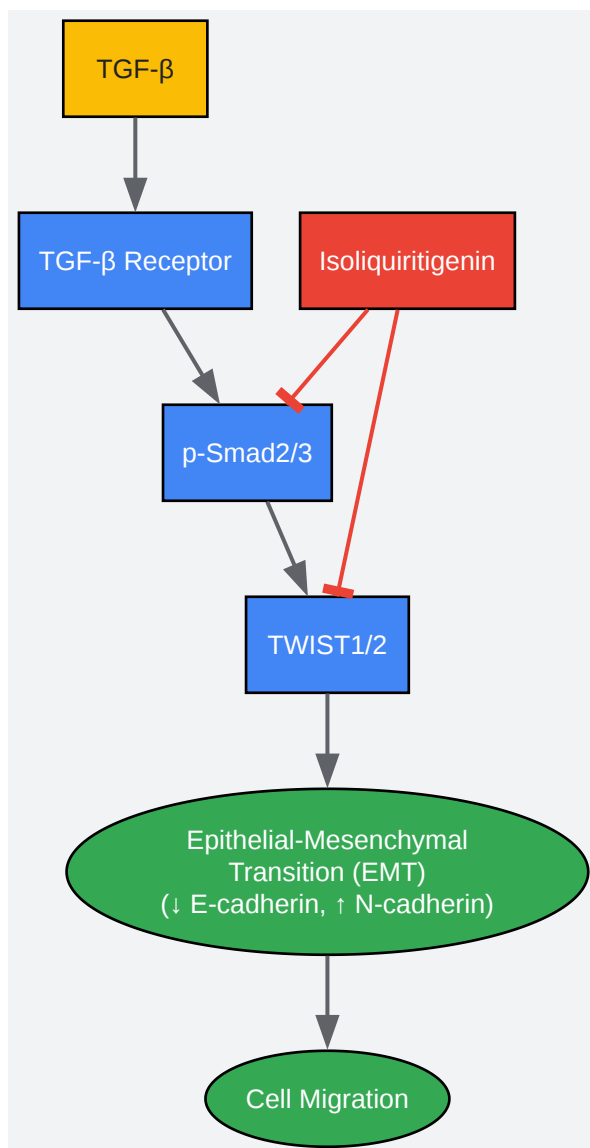 TGF-β
TGF-β Receptor
Isoliquiritigenin
p-Smad2/3
TWIST1/2
Epithelial-Mesenchymal
Transition (EMT)
(↓ E-cadherin, ↑ N-cadherin)
Cell Migration